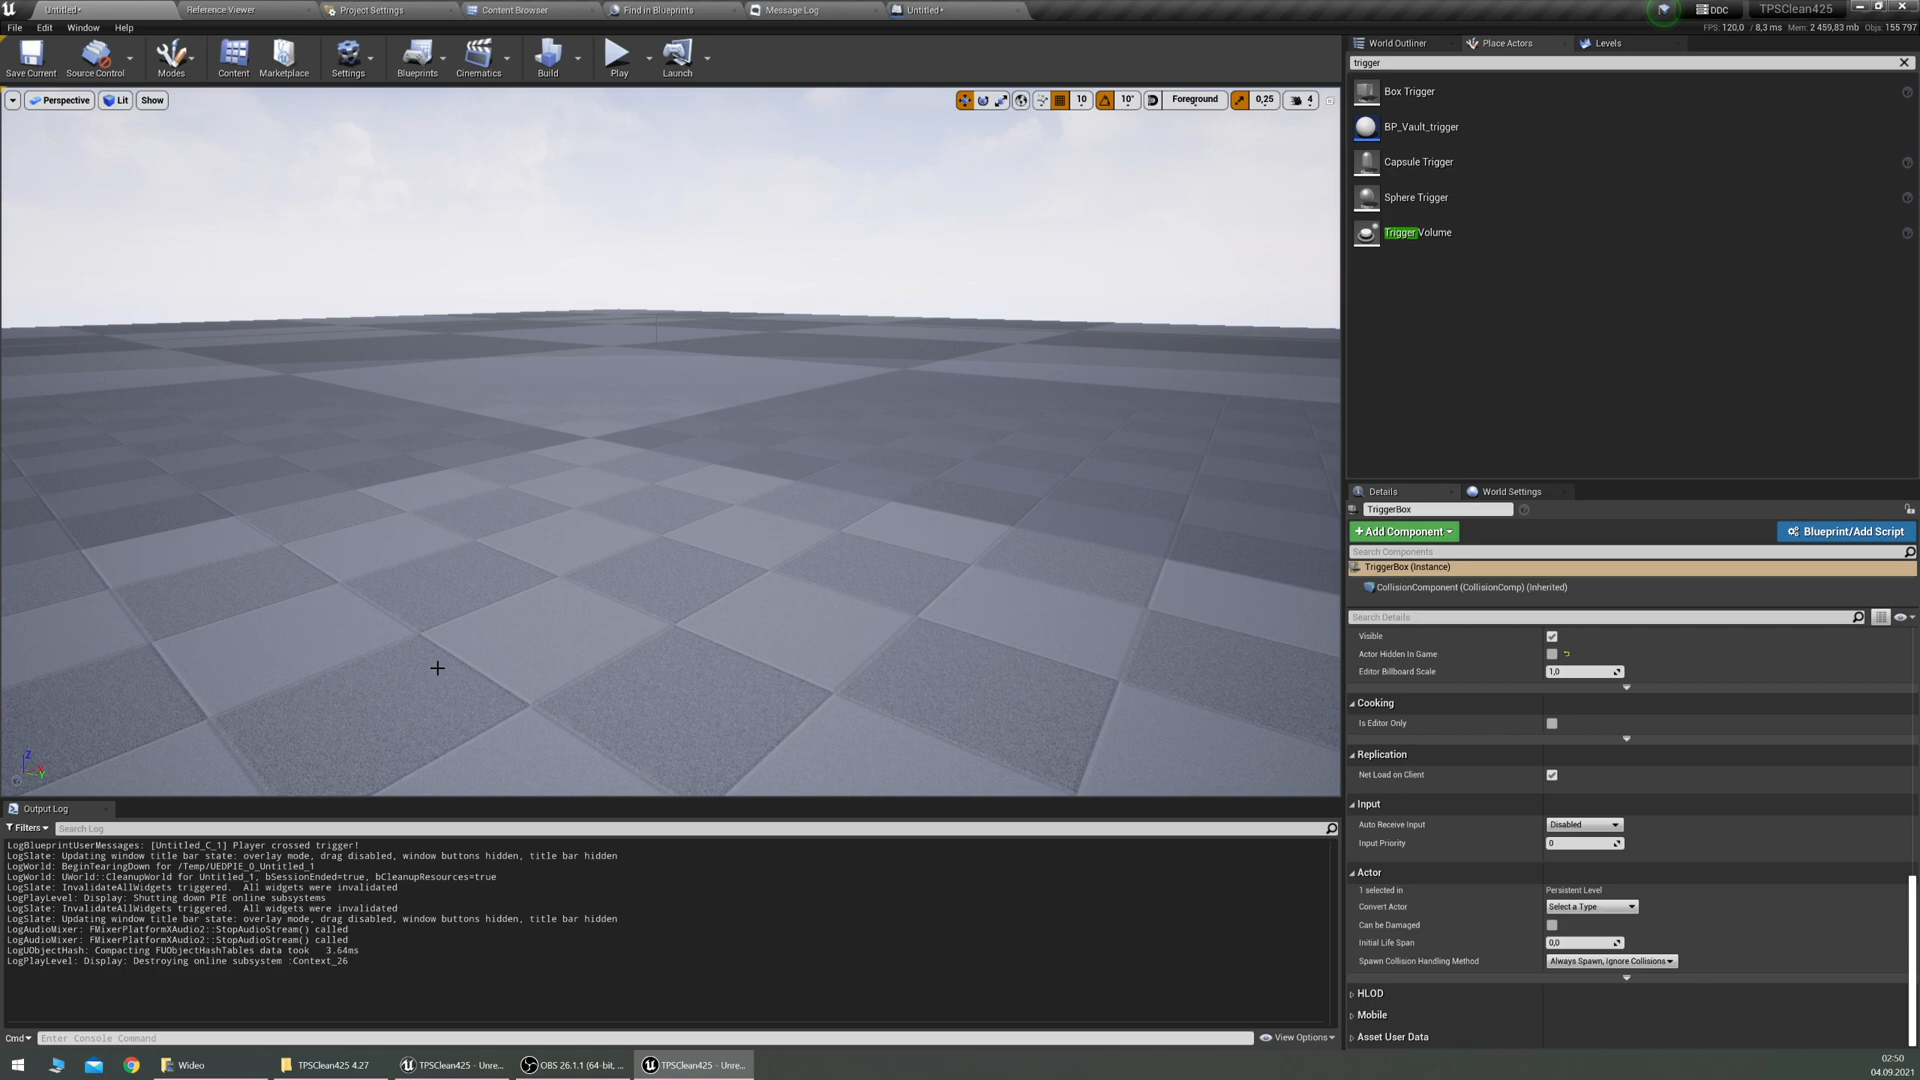 Untitled*
Reference Viewer
Project Settings
Content Browser
Find in Blueprints
Message Log
Untitled*
DDC
TPSClean425
File
Edit
Window
Help
FPS: 120,0 / 8,3 ms Mem: 2 459,83 mb Objs: 155 797
Save Current
Source Control
Modes
Content
Marketplace
Settings
Blueprints
Cinematics
Build
Play
Launch
Perspective
Lit
Show
10
10°
Foreground
0,25
4
Z
World Outliner
Place Actors
Levels
trigger
Box Trigger
BP_Vault_trigger
Capsule Trigger
Sphere Trigger
Trigger Volume
Details
World Settings
TriggerBox
+ Add Component
Blueprint/Add Script
Search Components
TriggerBox (Instance)
CollisionComponent (CollisionComp) (Inherited)
Search Details
Visible
Actor Hidden In Game
Editor Billboard Scale
1,0
Cooking
Is Editor Only
Replication
Net Load on Client
Input
Auto Receive Input
Disabled
Input Priority
0
Actor
1 selected in
Persistent Level
Convert Actor
Select a Type
Can be Damaged
Initial Life Span
0,0
Spawn Collision Handling Method
Always Spawn, Ignore Collisions
HLOD
Mobile
Asset User Data
Output Log
Filters
Search Log
LogBlueprintUserMessages: [Untitled_C_1] Player crossed trigger!
LogSlate: Updating window title bar state: overlay mode, drag disabled, window buttons hidden, title bar hidden
LogWorld: BeginTearingDown for /Temp/UEDPIE_0_Untitled_1
LogWorld: UWorld::CleanupWorld for Untitled_1, bSessionEnded=true, bCleanupResources=true
LogSlate: InvalidateAllWidgets triggered.  All widgets were invalidated
LogPlayLevel: Display: Shutting down PIE online subsystems
LogSlate: InvalidateAllWidgets triggered.  All widgets were invalidated
LogSlate: Updating window title bar state: overlay mode, drag disabled, window buttons hidden, title bar hidden
LogAudioMixer: FMixerPlatformXAudio2::StopAudioStream() called
LogAudioMixer: FMixerPlatformXAudio2::StopAudioStream() called
LogUObjectHash: Compacting FUObjectHashTables data took   3.64ms
LogPlayLevel: Display: Destroying online subsystem :Context_26
Cmd
Enter Console Command
View Options
Wideo
TPSClean425 4.27
TPSClean425 - Unre...
OBS 26.1.1 (64-bit, ...
TPSClean425 - Unre...
02:50
04.09.2021